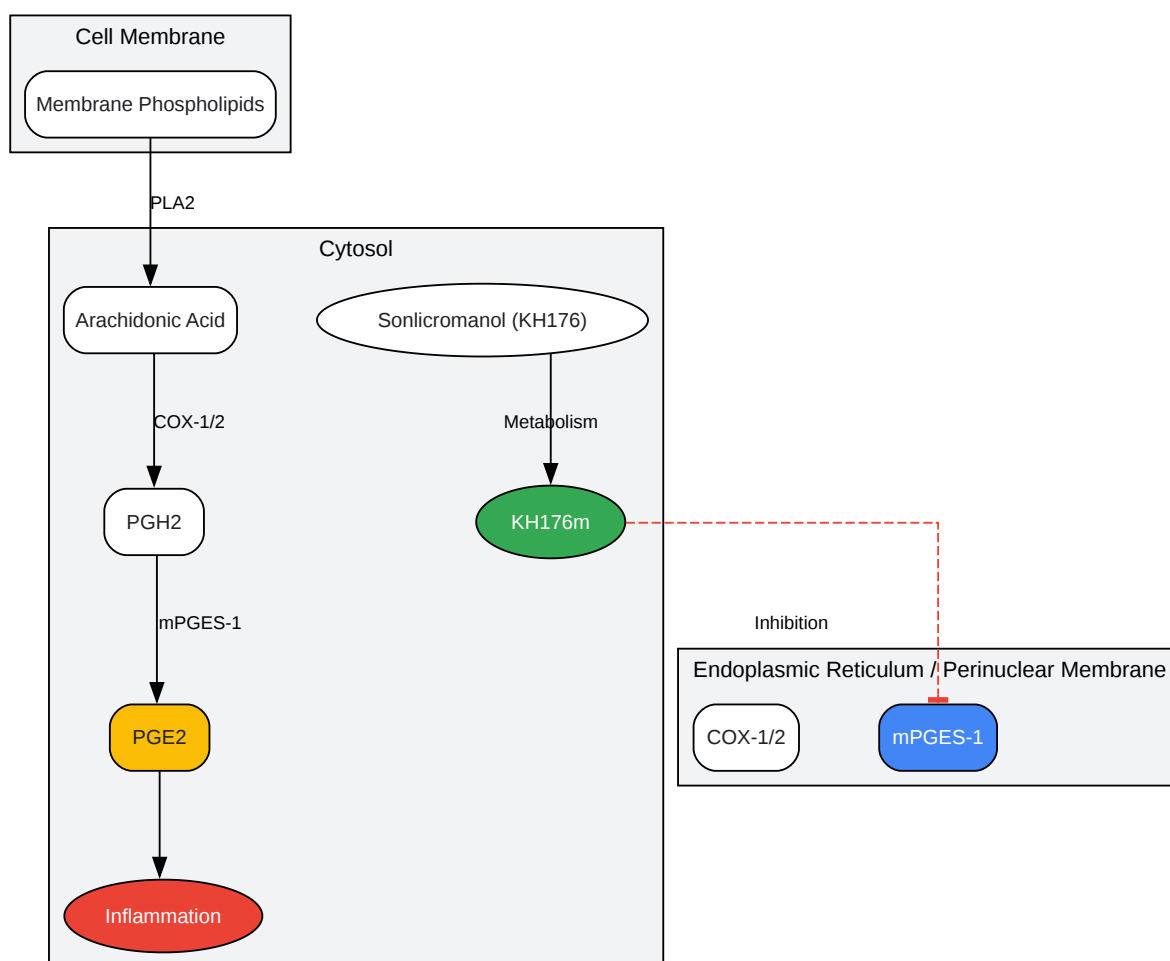 Cell Membrane
Membrane Phospholipids
PLA2
Cytosol
Arachidonic Acid
Sonlicromanol (KH176)
COX-1/2
Metabolism
PGH2
KH176m
mPGES-1
Inhibition
Endoplasmic Reticulum / Perinuclear Membrane
PGE2
COX-1/2
mPGES-1
Inflammation